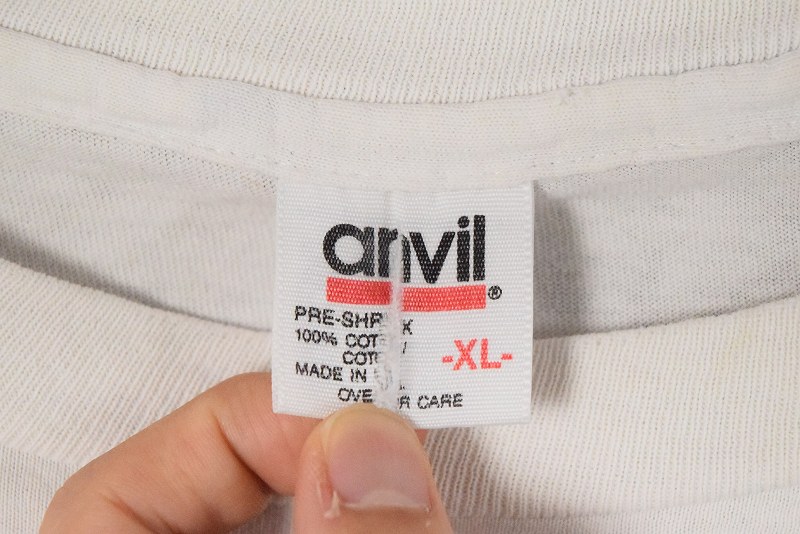 anvil®
PRE-SHR K
100% COT
COT
-XL-
MADE IN
OVE R CARE